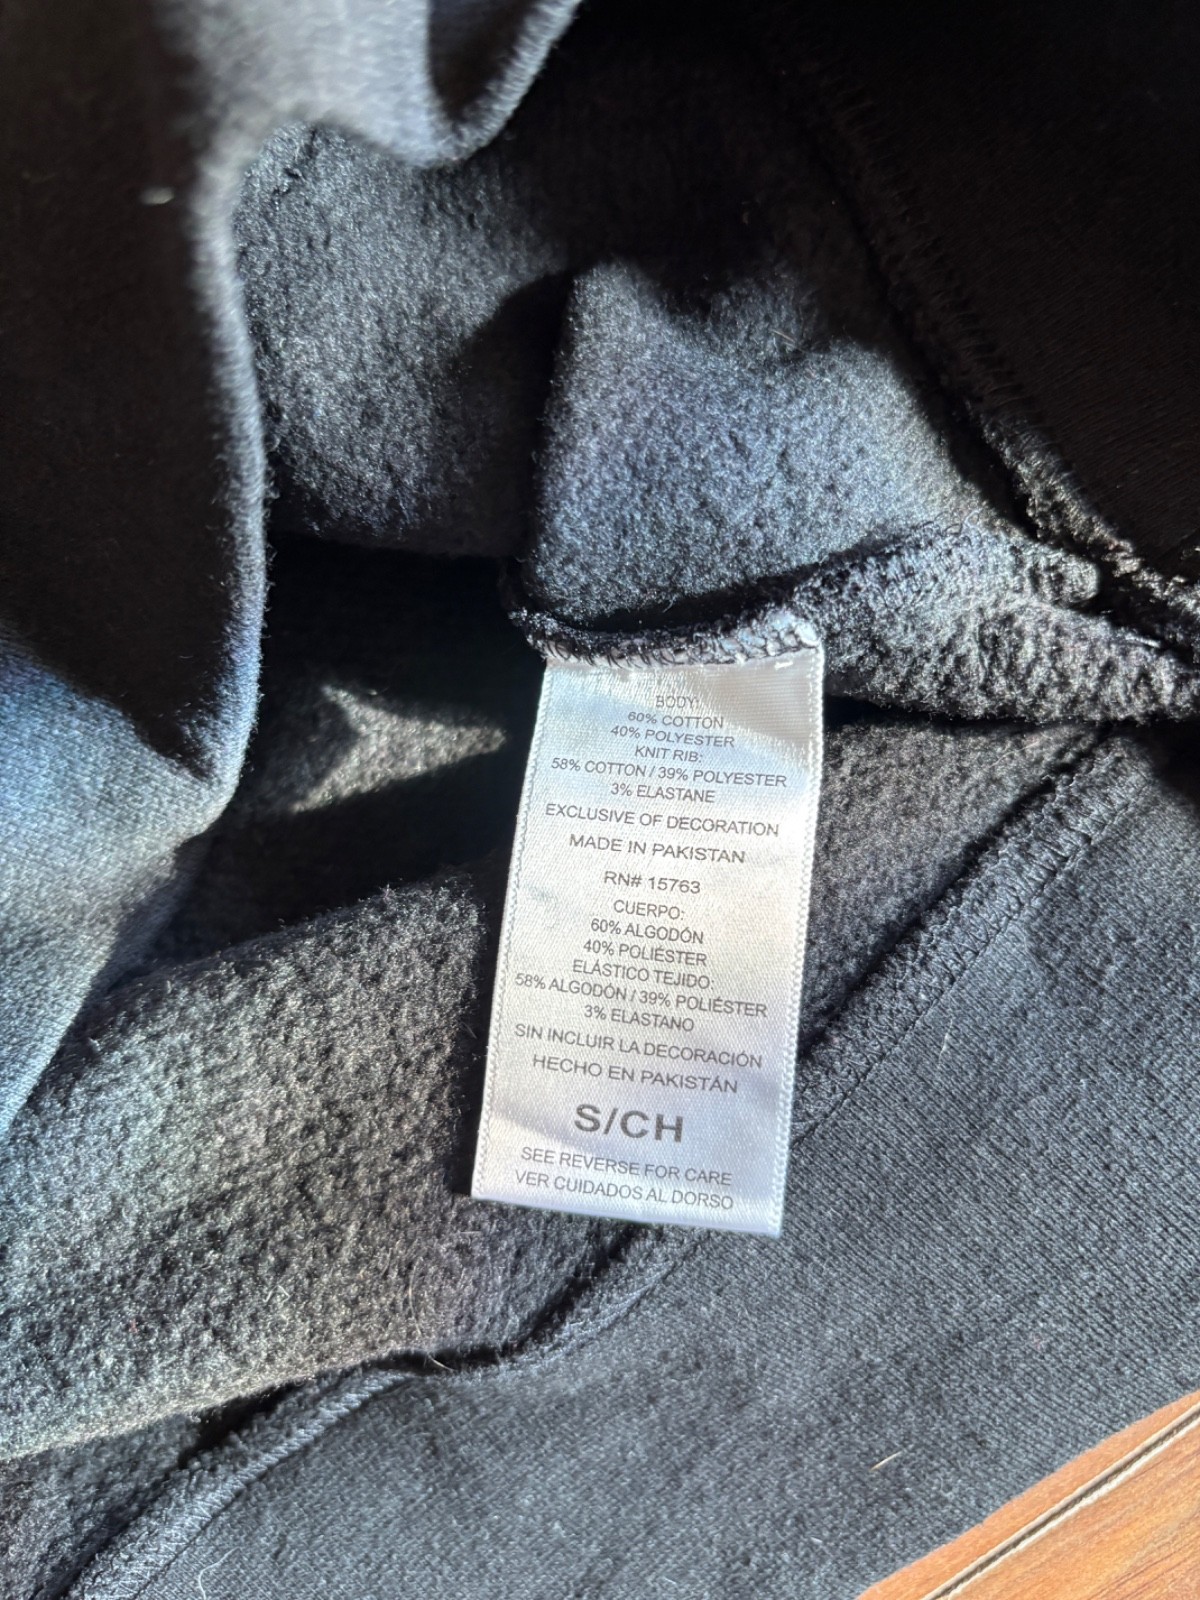 BODY:
60% COTTON
40% POLYESTER
KNIT RIB:
58% COTTON / 39% POLYESTER
3% ELASTANE
EXCLUSIVE OF DECORATION
MADE IN PAKISTAN
RN# 15763
CUERPO:
60% ALGODÓN
40% POLIÉSTER
ELÁSTICO TEJIDO:
58% ALGODÓN / 39% POLIÉSTER
3% ELASTANO
SIN INCLUIR LA DECORACIÓN
HECHO EN PAKISTÁN
S/CH
SEE REVERSE FOR CARE
VER CUIDADOS AL DORSO